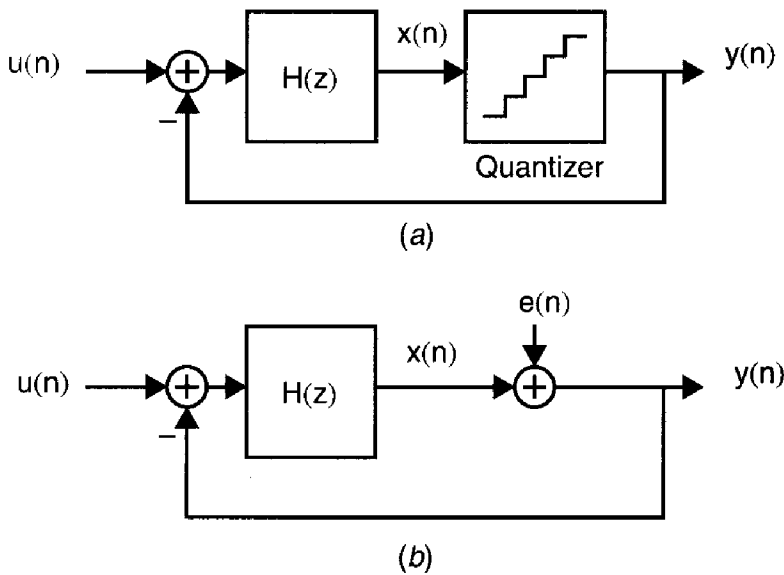 u(n)
+
−
H(z)
x(n)
Quantizer
y(n)
(a)
u(n)
+
−
H(z)
x(n)
e(n)
+
y(n)
(b)